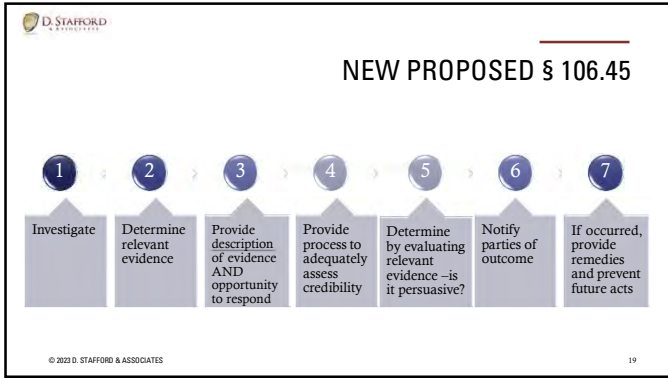 D. STAFFORD
& ASSOCIATES
NEW PROPOSED § 106.45
1
2
3
4
5
6
7
Investigate
Determine
relevant
evidence
Provide
description
of evidence
AND
opportunity
to respond
Provide
process to
adequately
assess
credibility
Determine
by evaluating
relevant
evidence –is
it persuasive?
Notify
parties of
outcome
If occurred,
provide
remedies
and prevent
future acts
© 2023 D. STAFFORD & ASSOCIATES
19